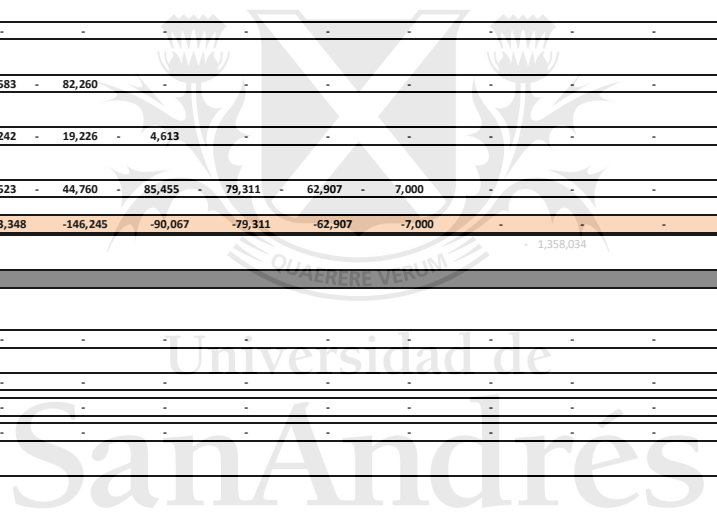 - - - - - - - - -
583 - 82,260 - - - - - - -
242 - 19,226 - 4,613 - - - - - -
523 - 44,760 - 85,455 - 79,311 - 62,907 - 7,000 - - -
3,348 -146,245 -90,067 -79,311 -62,907 -7,000 - - -
- 1,358,034
QUAERERE VERUM
- - - - - - - - -
Universidad de
- - - - - - - - -
- - - - - - - - -
- - - - - - - - -
SanAndrés